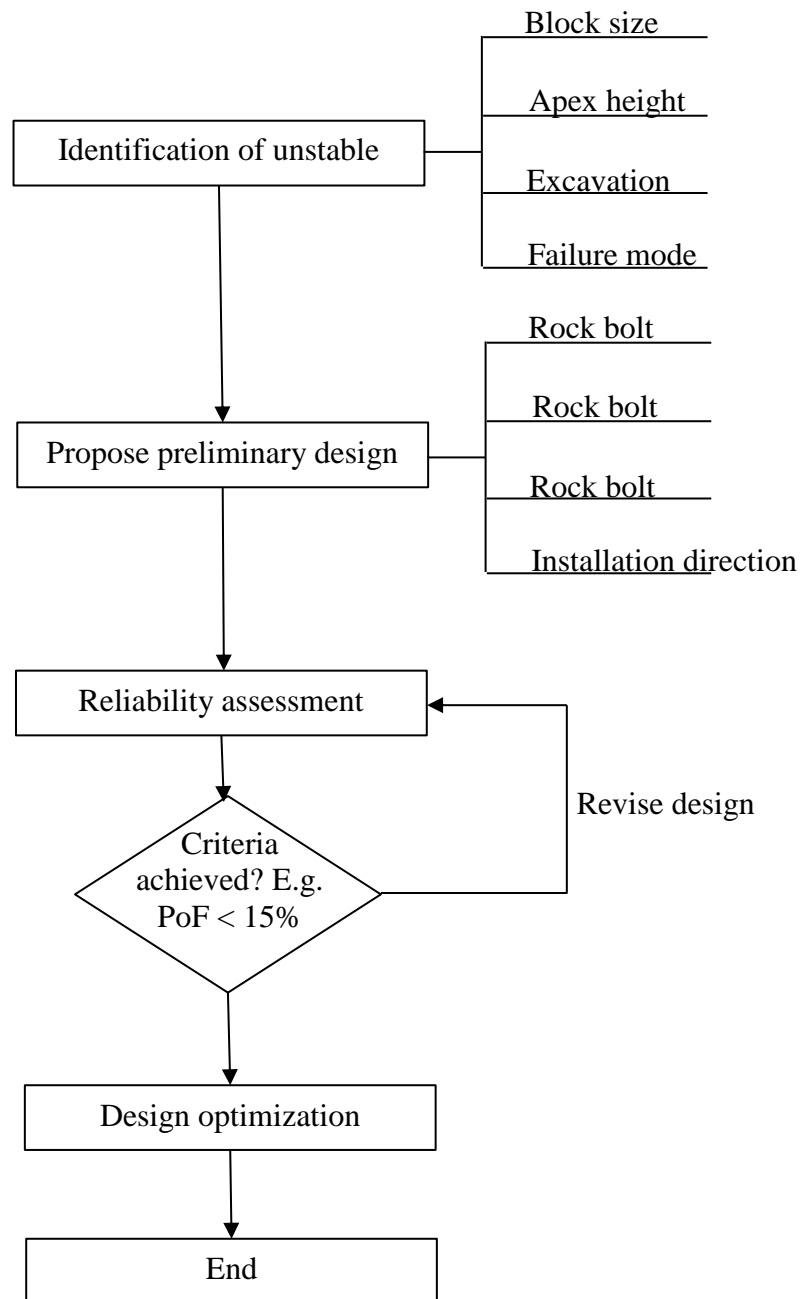 Block size
Apex height
Identification of unstable
Excavation
Failure mode
Rock bolt
Rock bolt
Propose preliminary design
Rock bolt
Installation direction
Reliability assessment
Revise design
Criteria
achieved? E.g.
PoF < 15%
Design optimization
End